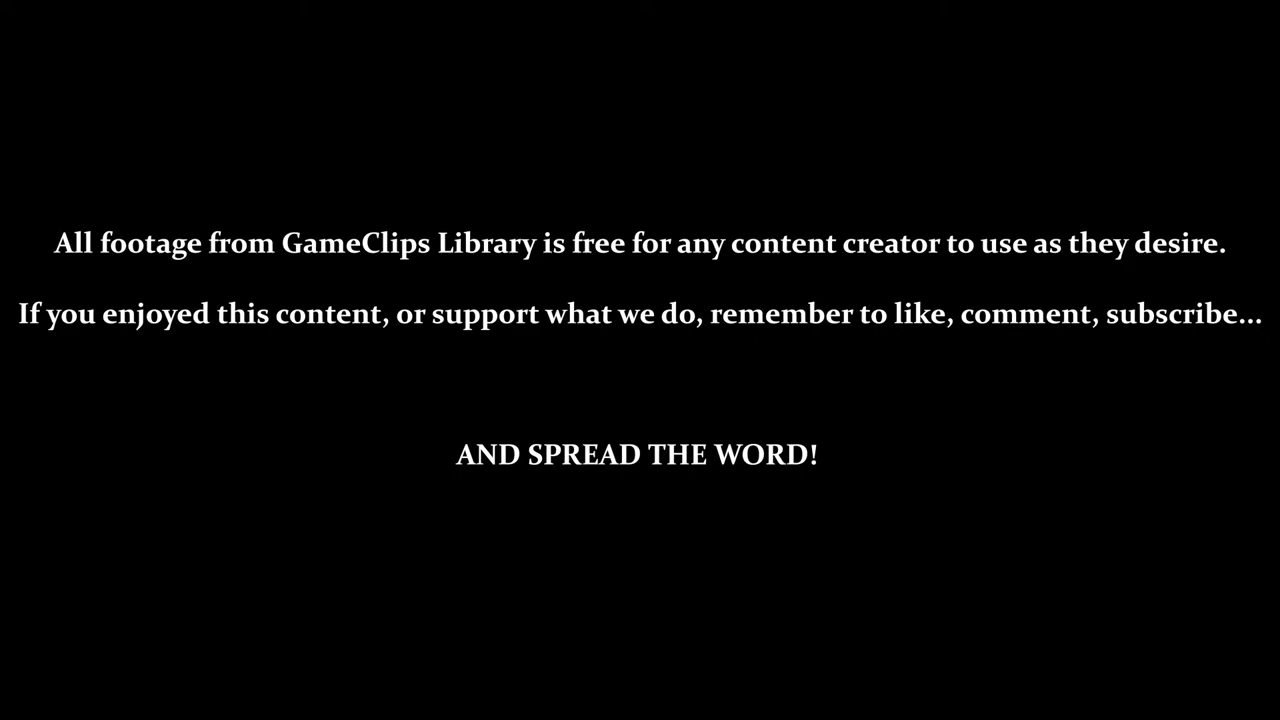 All footage from GameClips Library is free for any content creator to use as they desire.
If you enjoyed this content, or support what we do, remember to like, comment, subscribe...
AND SPREAD THE WORD!